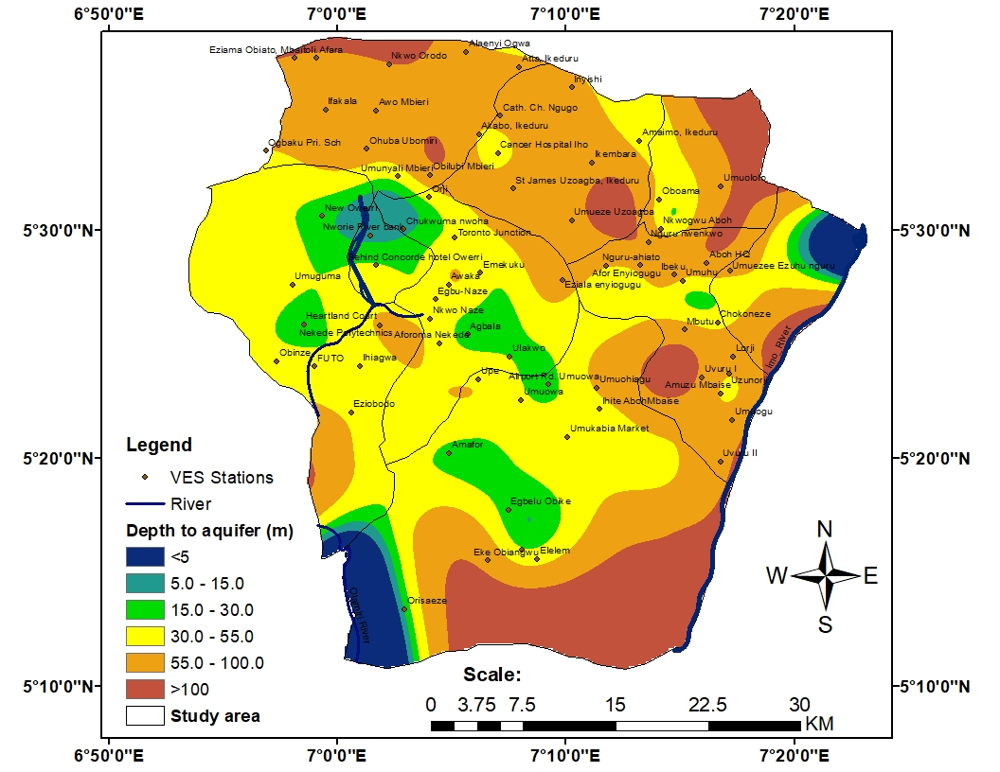 6°50'0"E 7°0'0"E 7°10'0"E 7°20'0"E
Alaenyi Ogwa
Eziama Obiato, Mbaitoli Afara
Nkwo Orodo
Atta, Ikeduru
Inyishi
Ifakala
Awo Mbieri
Cath. Ch. Ngugo
Akabo, Ikeduru
Amaimo, Ikeduru
Ogbaku Pri. Sch
Ohuba Ubomiri
Cancer Hospital Iho
Ikembara
Umunyali Mbieri
Obilubi Mbieri
St James Uzoagba, Ikeduru
Umuololo
Orji
Oboama
New Owerri
Umueze Uzoagba
Chukwuma nwoha
Nkwogwu Aboh
5°30'0"N
5°30'0"N
Nworie River bank
Toronto Junction
Nguru nwenkwo
Behind Concorde hotel Owerri
Nguru-ahiato
Aboh HQ
Emekuku
Afor Enyiogugu
Ibeku
Umuhu
Umuezee Ezuhu nguru
Umuguma
Awaka
Eziala enyiogugu
Egbu-Naze
Nkwo Naze
Heartland Court
Chokoneze
Mbutu
Nekede Polytechnics
Aforoma Nekede
Agbala
Imo River
Obinze
FUTO
Ihiagwa
Ulakwo
Lorji
Upe
Airport Rd. Umuowa
Umuohiagu
Uvuru I
Amuzu Mbaise
Uzunorji
Umuowa
Eziobodo
Ihite AbohMbaise
Umuogu
Umukabia Market
Legend
Amafor
Uvuru II
5°20'0"N
5°20'0"N
VES Stations
River
Egbelu Obike
Depth to aquifer (m)
<5
Eke Obiangwu
Elelem
N
W E
S
5.0 - 15.0
15.0 - 30.0
Orisaeze
30.0 - 55.0
55.0 - 100.0
>100
Study area
Scale:
5°10'0"N
5°10'0"N
0 3.75 7.5 15 22.5 30
KM
6°50'0"E 7°0'0"E 7°10'0"E 7°20'0"E